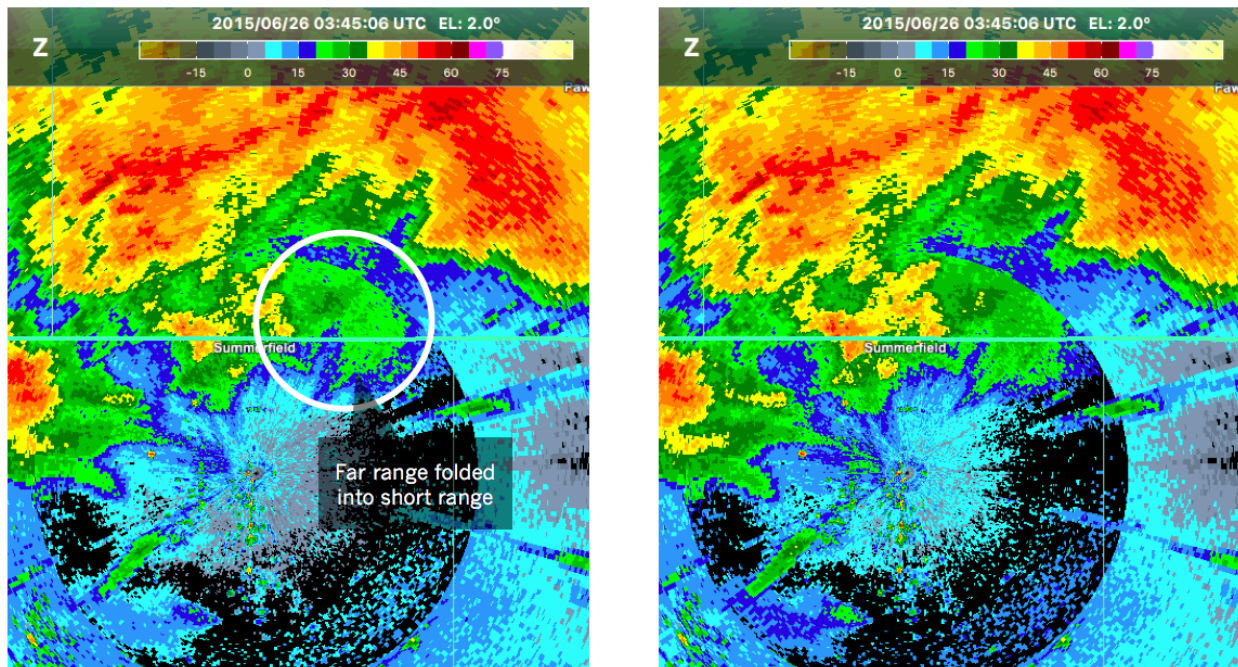 2015/06/26 03:45:06 UTC EL: 2.0°
Z
-15 0 30 45 60 75
Paw
Summerfield
Far range folded
into short range
2015/06/26 03:45:06 UTC EL: 2.0°
Z
-15 0 30 45 60 75
Paw
Summerfield